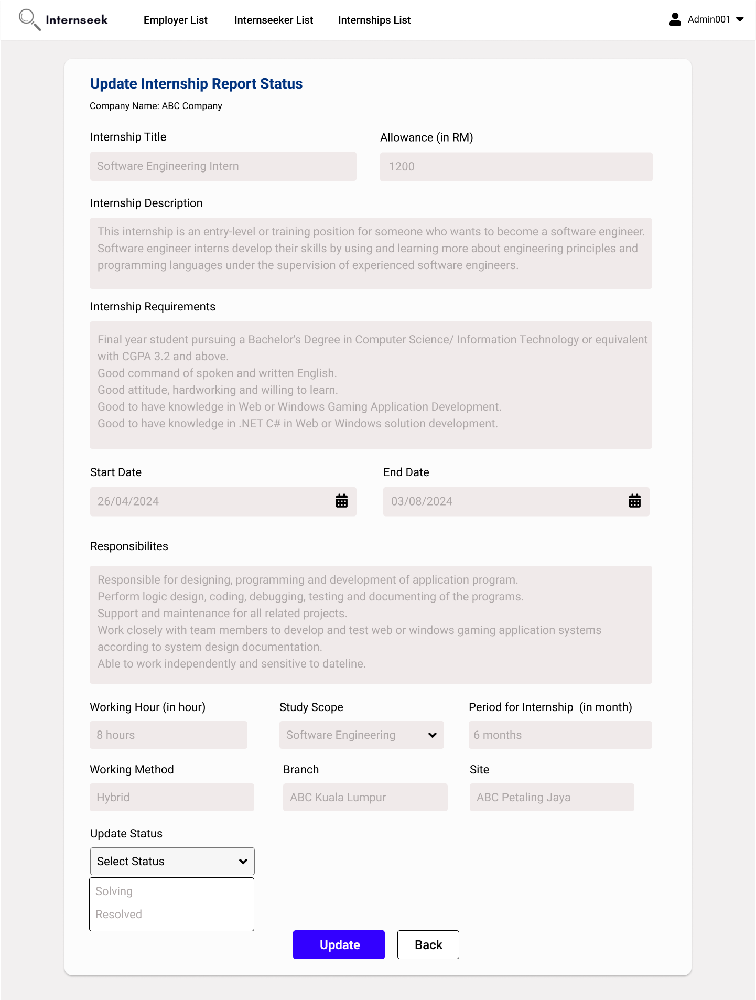 Internseek Employer List Internseeker List Internships List Admin001
Update Internship Report Status
Company Name: ABC Company
Internship Title Allowance (in RM)
Software Engineering Intern 1200
Internship Description
This internship is an entry-level or training position for someone who wants to become a software engineer.
Software engineer interns develop their skills by using and learning more about engineering principles and
programming languages under the supervision of experienced software engineers.
Internship Requirements
Final year student pursuing a Bachelor's Degree in Computer Science/ Information Technology or equivalent
with CGPA 3.2 and above.
Good command of spoken and written English.
Good attitude, hardworking and willing to learn.
Good to have knowledge in Web or Windows Gaming Application Development.
Good to have knowledge in .NET C# in Web or Windows solution development.
Start Date End Date
26/04/2024 03/08/2024
Responsibilites
Responsible for designing, programming and development of application program.
Perform logic design, coding, debugging, testing and documenting of the programs.
Support and maintenance for all related projects.
Work closely with team members to develop and test web or windows gaming application systems
according to system design documentation.
Able to work independently and sensitive to dateline.
Working Hour (in hour) Study Scope Period for Internship (in month)
8 hours Software Engineering 6 months
Working Method Branch Site
Hybrid ABC Kuala Lumpur ABC Petaling Jaya
Update Status
Select Status
Solving
Resolved
Update Back